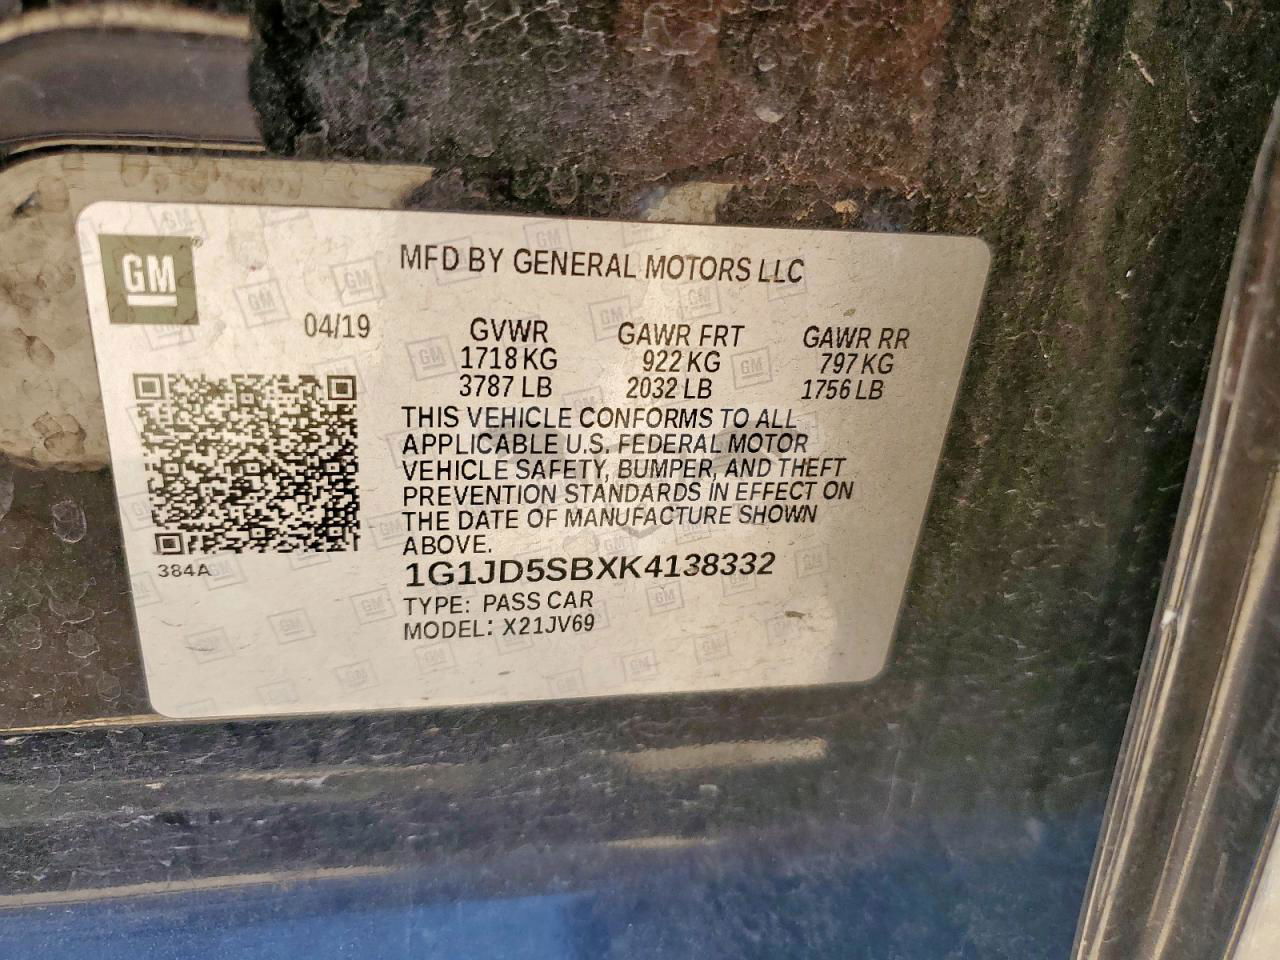 GM
MFD BY GENERAL MOTORS LLC
04/19
GVWR GAWR FRT GAWR RR
1718 KG 922 KG 797 KG
3787 LB 2032 LB 1756 LB
THIS VEHICLE CONFORMS TO ALL
APPLICABLE U.S. FEDERAL MOTOR
VEHICLE SAFETY, BUMPER, AND THEFT
PREVENTION STANDARDS IN EFFECT ON
THE DATE OF MANUFACTURE SHOWN
ABOVE.
384A
1G1JD5SBXK4138332
TYPE: PASS CAR
MODEL: X21JV69